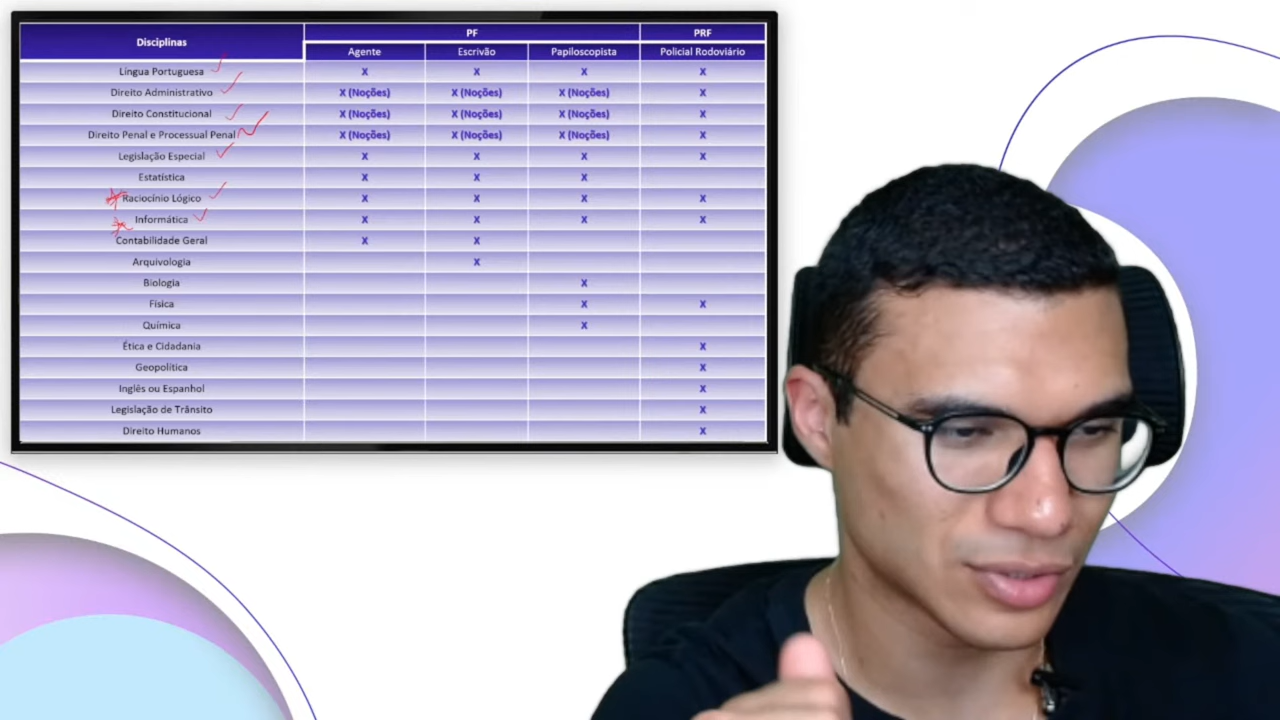 Disciplinas PF PRF
Agente Escrivão Papiloscopista Policial Rodoviário
Língua Portuguesa X X X X
Direito Administrativo X (Noções) X (Noções) X (Noções) X
Direito Constitucional X (Noções) X (Noções) X (Noções) X
Direito Penal e Processual Penal X (Noções) X (Noções) X (Noções) X
Legislação Especial X X X X
Estatística X X X
Raciocínio Lógico X X X X
Informática X X X X
Contabilidade Geral X X
Arquivologia X
Biologia X
Física X X
Química X
Ética e Cidadania X
Geopolítica X
Inglês ou Espanhol X
Legislação de Trânsito X
Direito Humanos X